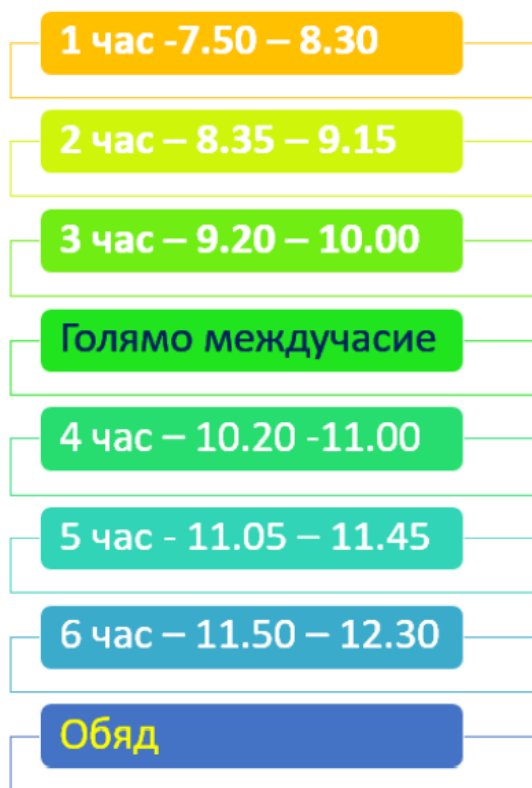 1 час -7.50 – 8.30
2 час – 8.35 – 9.15
3 час – 9.20 – 10.00
Голямо междучасие
4 час – 10.20 -11.00
5 час - 11.05 – 11.45
6 час – 11.50 – 12.30
Обяд